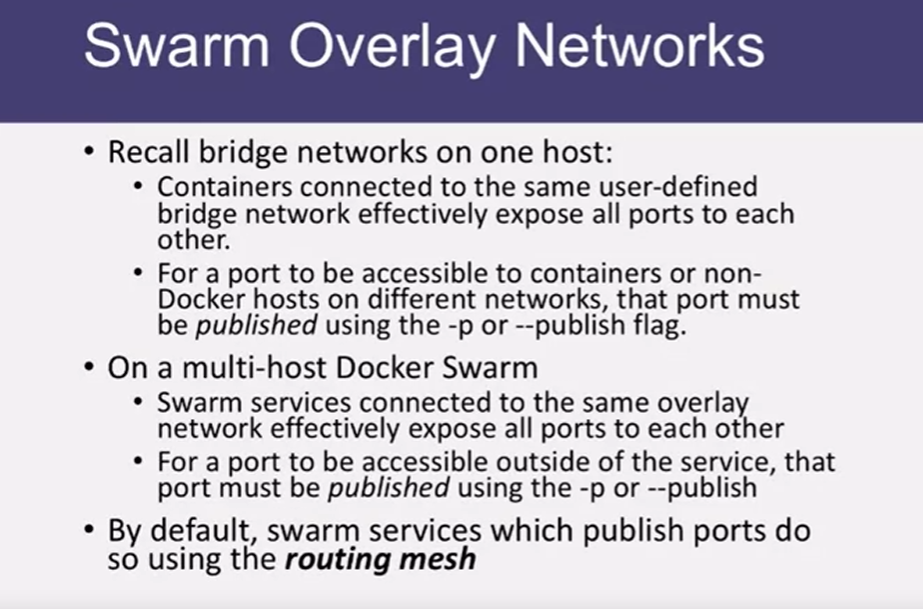 Swarm Overlay Networks
• Recall bridge networks on one host:
• Containers connected to the same user-defined
bridge network effectively expose all ports to each
other.
• For a port to be accessible to containers or non-
Docker hosts on different networks, that port must
be published using the -p or --publish flag.
• On a multi-host Docker Swarm
• Swarm services connected to the same overlay
network effectively expose all ports to each other
• For a port to be accessible outside of the service, that
port must be published using the -p or --publish
• By default, swarm services which publish ports do
so using the routing mesh